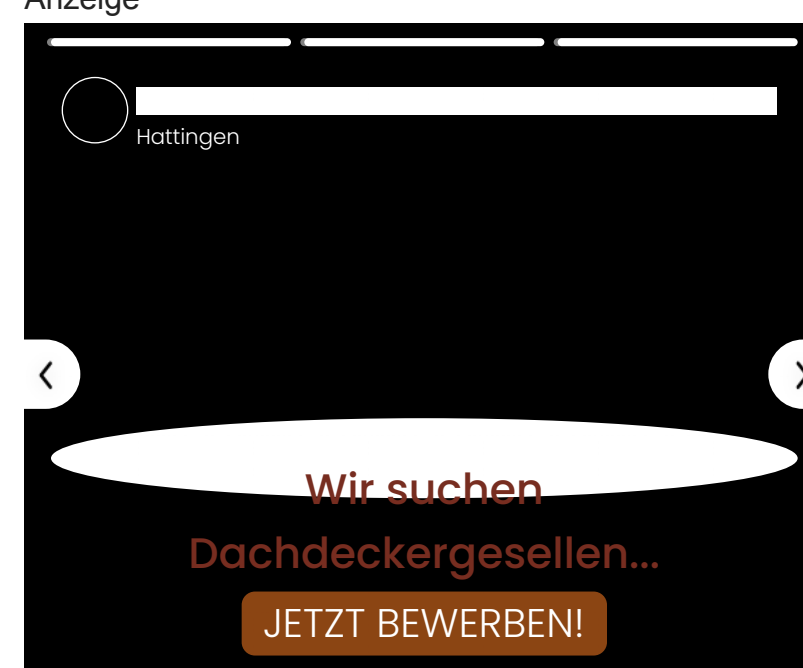 Anzeige
Hattingen
Wir suchen
Dachdeckergesellen...
JETZT BEWERBEN!